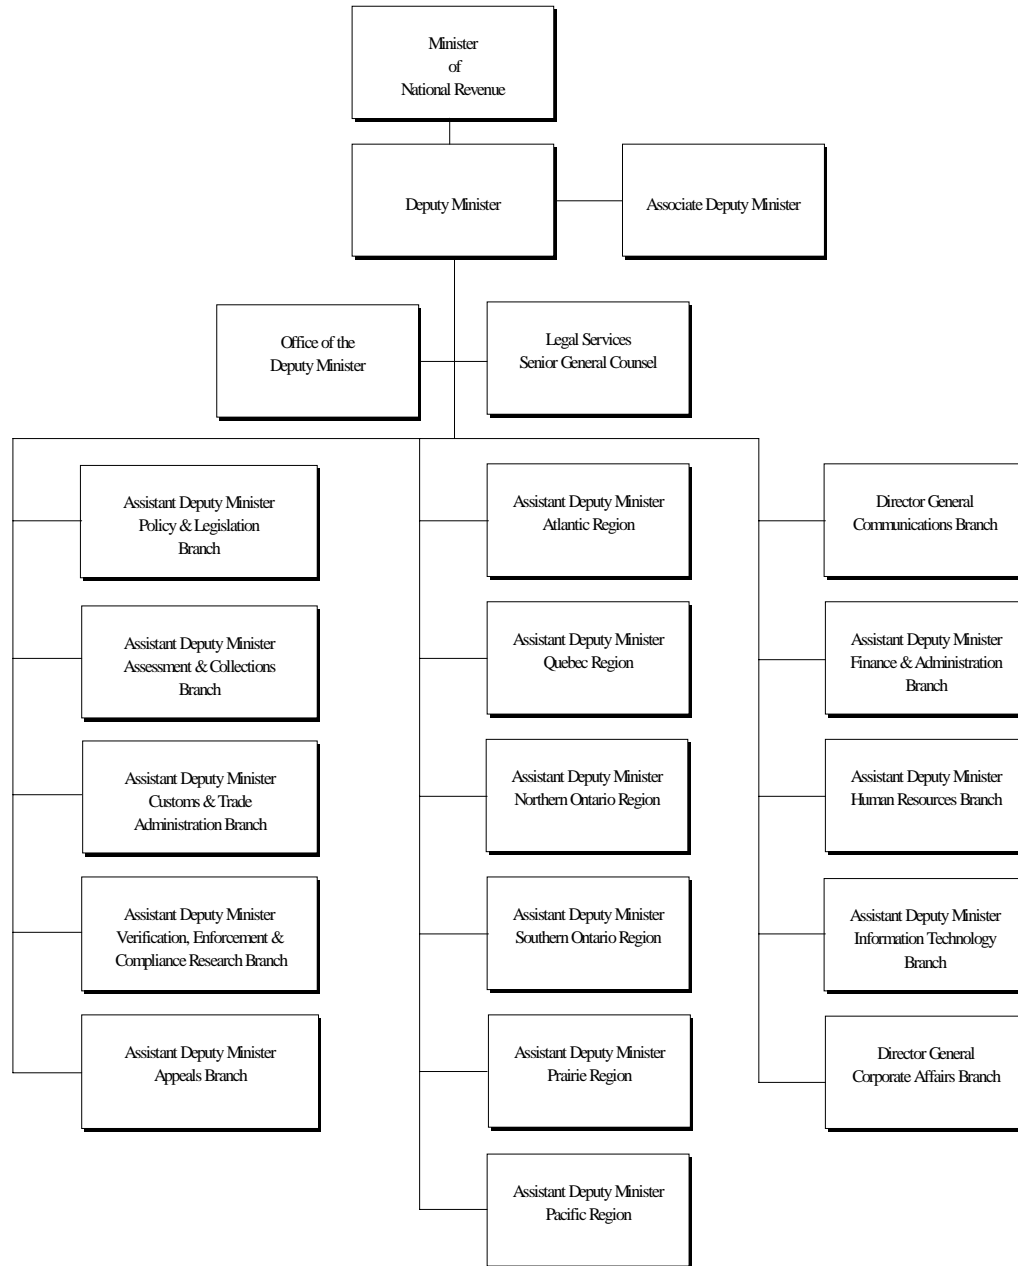 Minister
of
National Revenue
Deputy Minister
Associate Deputy Minister
Office of the
Deputy Minister
Legal Services
Senior General Counsel
Assistant Deputy Minister
Policy & Legislation
Branch
Assistant Deputy Minister
Assessment & Collections
Branch
Assistant Deputy Minister
Customs & Trade
Administration Branch
Assistant Deputy Minister
Verification, Enforcement &
Compliance Research Branch
Assistant Deputy Minister
Appeals Branch
Assistant Deputy Minister
Atlantic Region
Assistant Deputy Minister
Quebec Region
Assistant Deputy Minister
Northern Ontario Region
Assistant Deputy Minister
Southern Ontario Region
Assistant Deputy Minister
Prairie Region
Assistant Deputy Minister
Pacific Region
Director General
Communications Branch
Assistant Deputy Minister
Finance & Administration
Branch
Assistant Deputy Minister
Human Resources Branch
Assistant Deputy Minister
Information Technology
Branch
Director General
Corporate Affairs Branch